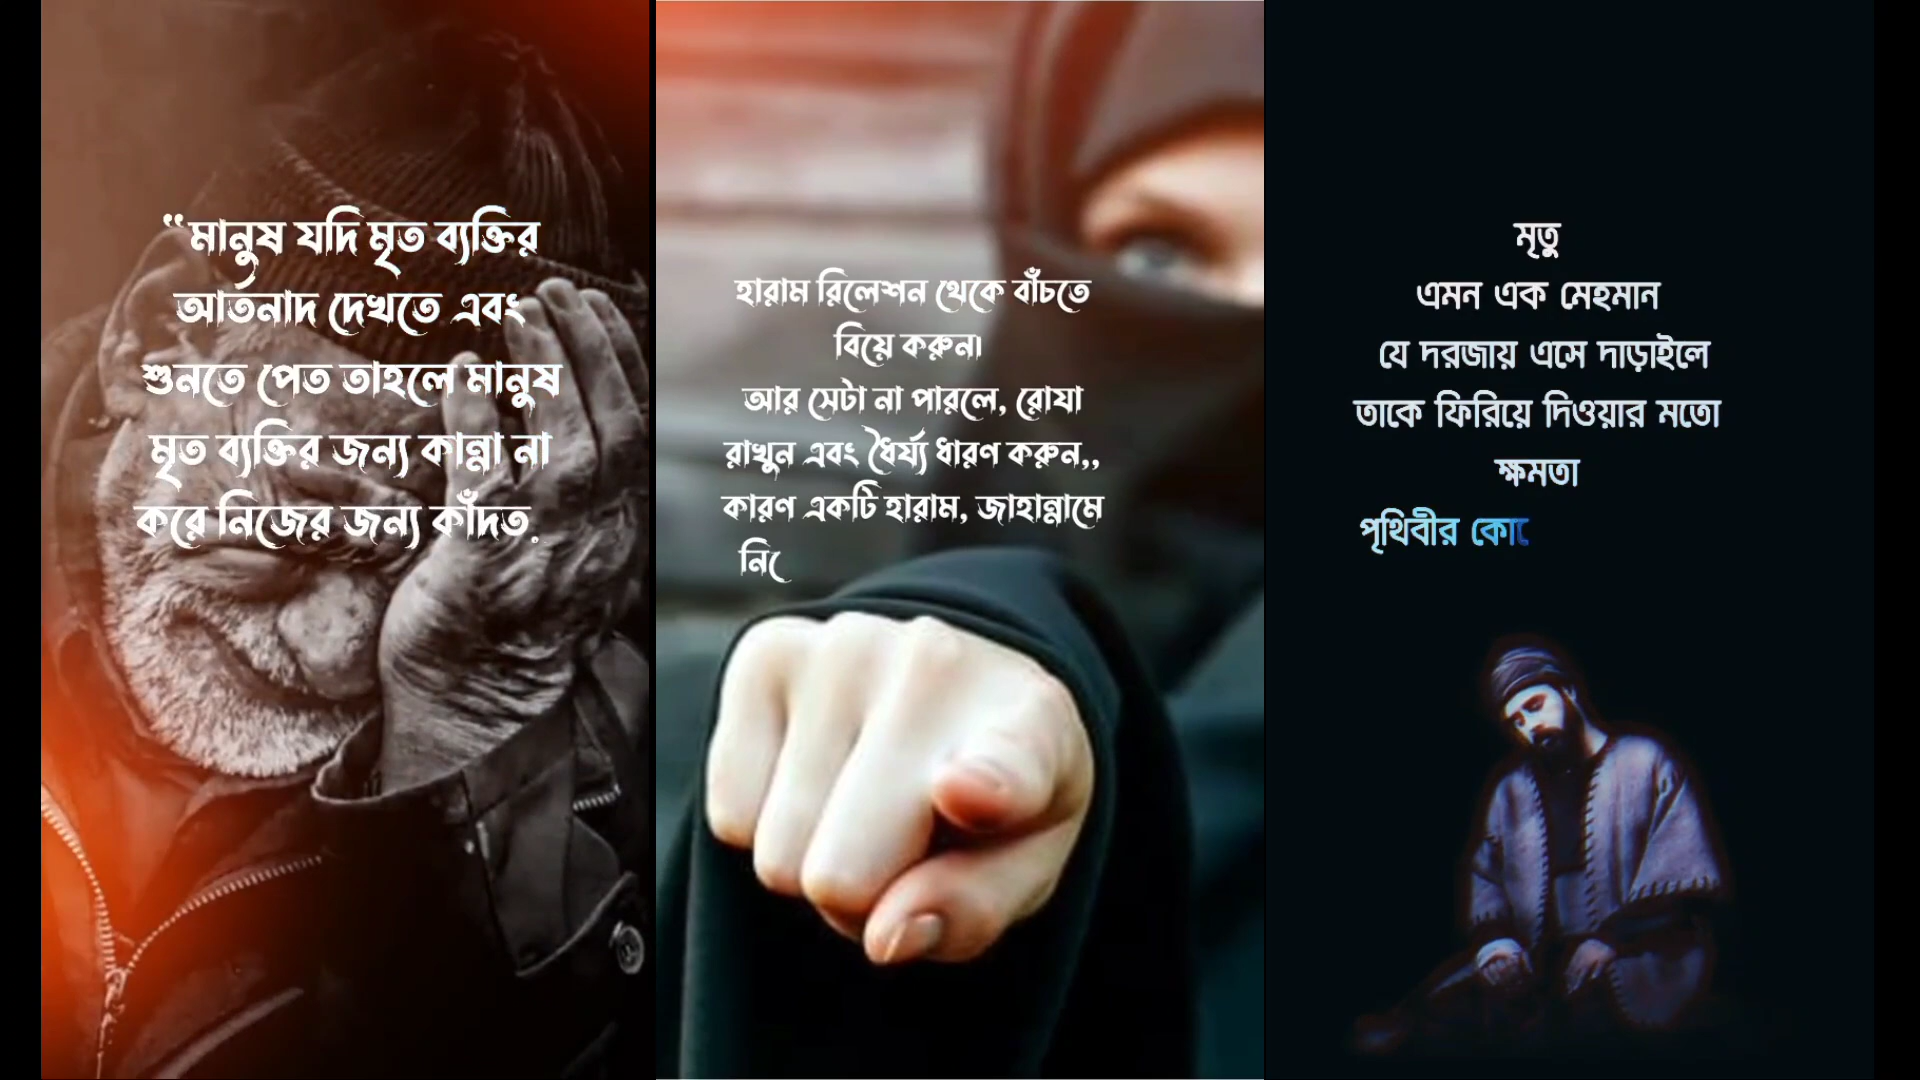 “মানুষ যদি মৃত ব্যক্তির
আর্তনাদ দেখতে এবং
শুনতে পেত তাহলে মানুষ
মৃত ব্যক্তির জন্য কান্না না
করে নিজের জন্য কাঁদত.
হারাম রিলেশন থেকে বাঁচতে
বিয়ে করুন৷
আর সেটা না পারলে, রোযা
রাখুন এবং ধৈর্য্য ধারণ করুন,,
কারণ একটি হারাম, জাহান্নামে
মৃত্যু
এমন এক মেহমান
যে দরজায় এসে দাড়াইলে
তাকে ফিরিয়ে দিওয়ার মতো
ক্ষমতা
পৃথিবীর